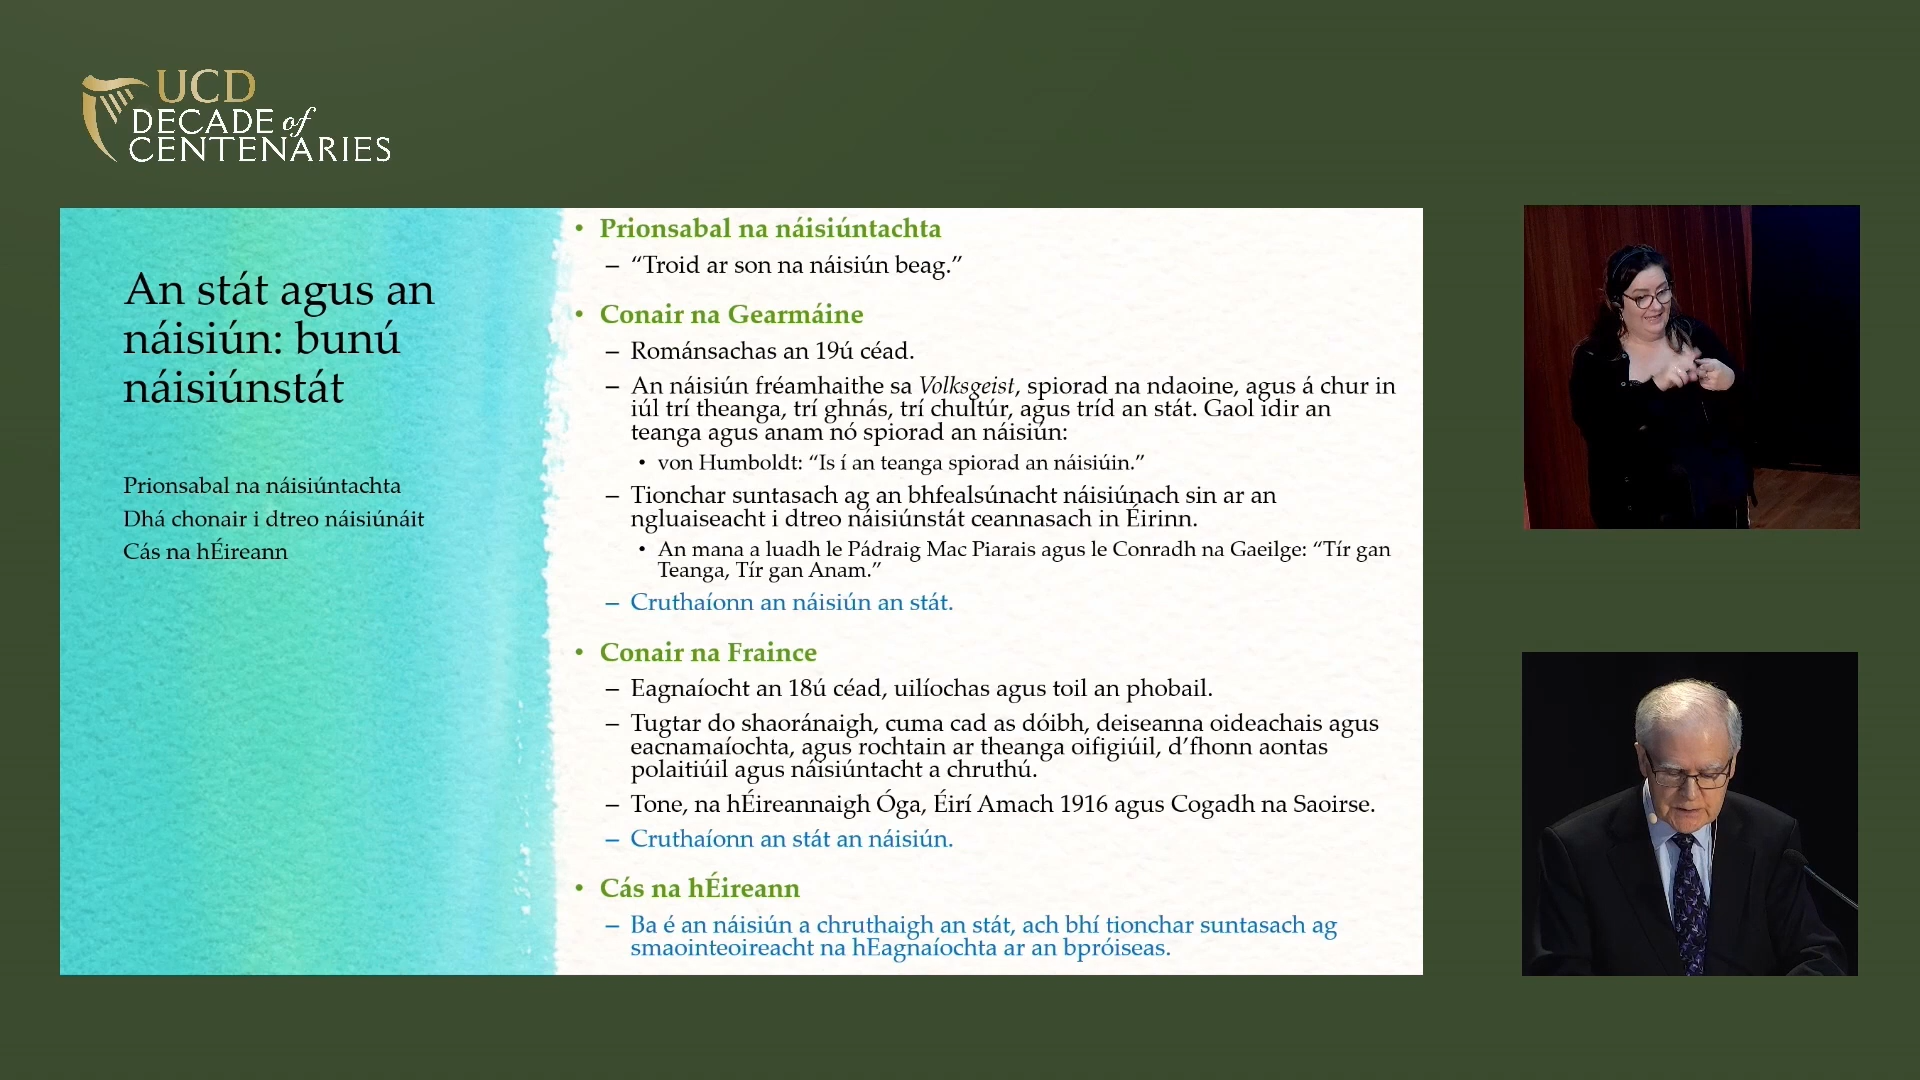 UCD
DECADE of
CENTENARIES
An stát agus an
náisiún: bunú
náisiúnstát
Prionsabal na náisiúntachta
Dhá chonair i dtreo náisiúnáit
Cás na hÉireann
• Prionsabal na náisiúntachta
– “Troid ar son na náisiún beag.”
• Conair na Gearmáine
– Románsachas an 19ú céad.
– An náisiún fréamhaithe sa Volksgeist, spiorad na ndaoine, agus á chur in
iúl trí theanga, trí ghnás, trí chultúr, agus tríd an stát. Gaol idir an
teanga agus anam nó spiorad an náisiún:
• von Humboldt: “Is í an teanga spiorad an náisiúin.”
– Tionchar suntasach ag an bhfealsúnacht náisiúnach sin ar an
ngluaiseacht i dtreo náisiúnstát ceannasach in Éirinn.
• An mana a luadh le Pádraig Mac Piarais agus le Conradh na Gaeilge: “Tír gan
Teanga, Tír gan Anam.”
– Cruthaíonn an náisiún an stát.
• Conair na Fraince
– Eagnaíocht an 18ú céad, uilíochas agus toil an phobail.
– Tugtar do shaoránaigh, cuma cad as dóibh, deiseanna oideachais agus
eacnamaíochta, agus rochtain ar theanga oifigiúil, d’fhonn aontas
polaitiúil agus náisiúntacht a chruthú.
– Tone, na hÉireannaigh Óga, Éirí Amach 1916 agus Cogadh na Saoirse.
– Cruthaíonn an stát an náisiún.
• Cás na hÉireann
– Ba é an náisiún a chruthaigh an stát, ach bhí tionchar suntasach ag
smaointeoireacht na hEagnaíochta ar an bpróiseas.